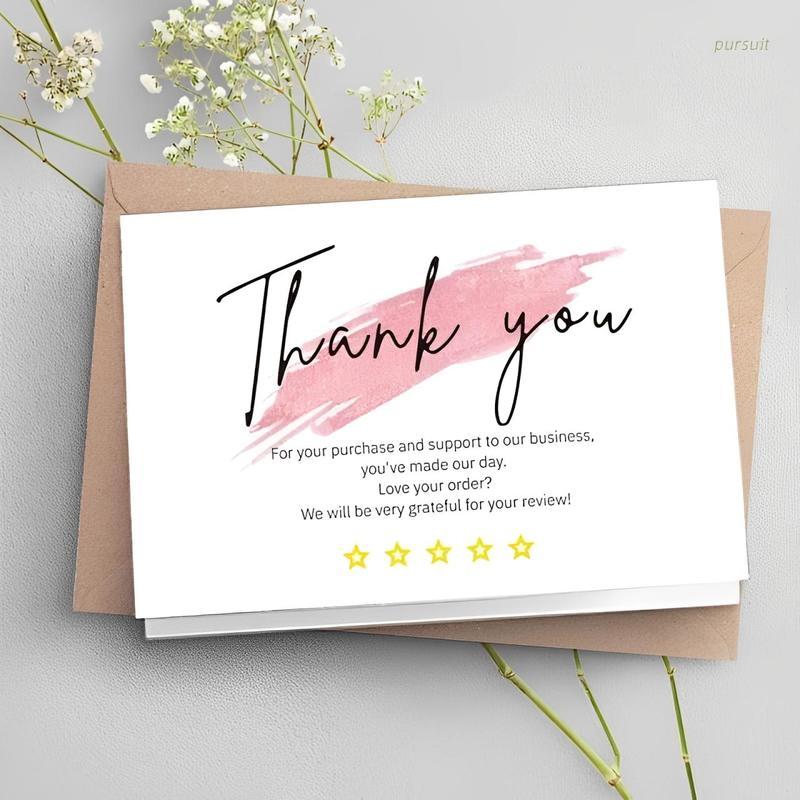 pursuit
Thank you
For your purchase and support to our business,
you've made our day.
Love your order?
We will be very grateful for your review!